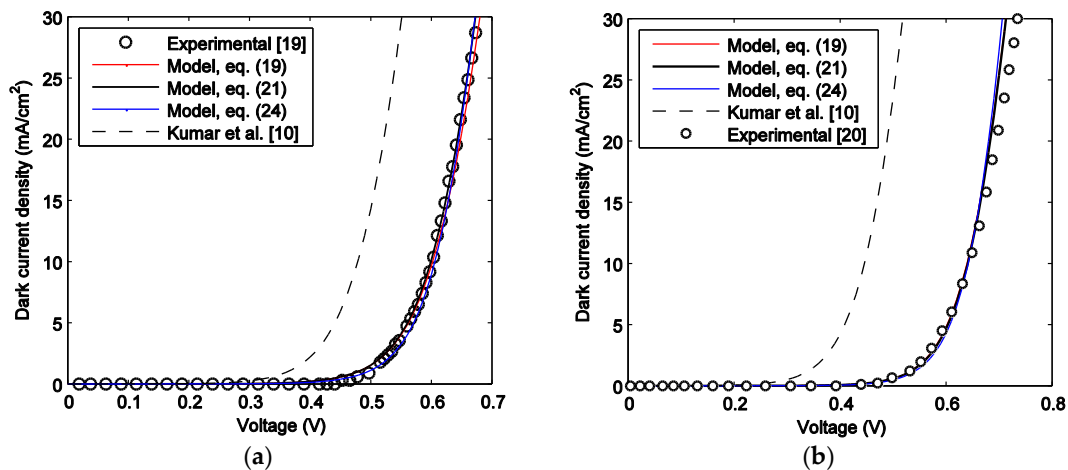 30
25
20
15
10
5
0
Dark current density (mA/cm²)
Experimental [19]
Model, eq. (19)
Model, eq. (21)
Model, eq. (24)
Kumar et al. [10]
0 0.1 0.2 0.3 0.4 0.5 0.6 0.7
Voltage (V)
(a)
30
25
20
15
10
5
0
Dark current density (mA/cm²)
Model, eq. (19)
Model, eq. (21)
Model, eq. (24)
Kumar et al. [10]
Experimental [20]
0 0.2 0.4 0.6 0.8
Voltage (V)
(b)